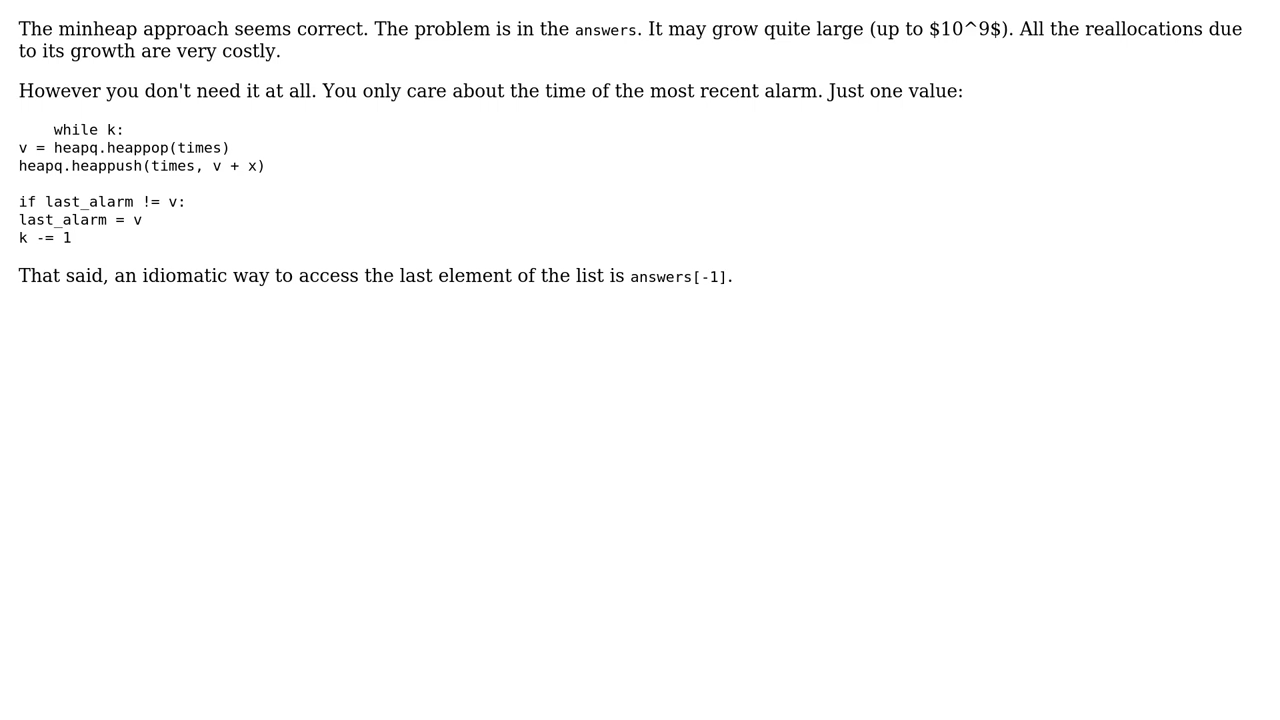 The minheap approach seems correct. The problem is in the answers. It may grow quite large (up to $10^9$). All the reallocations due
to its growth are very costly.
However you don't need it at all. You only care about the time of the most recent alarm. Just one value:
    while k:
v = heapq.heappop(times)
heapq.heappush(times, v + x)
if last_alarm != v:
last_alarm = v
k -= 1
That said, an idiomatic way to access the last element of the list is answers[-1].